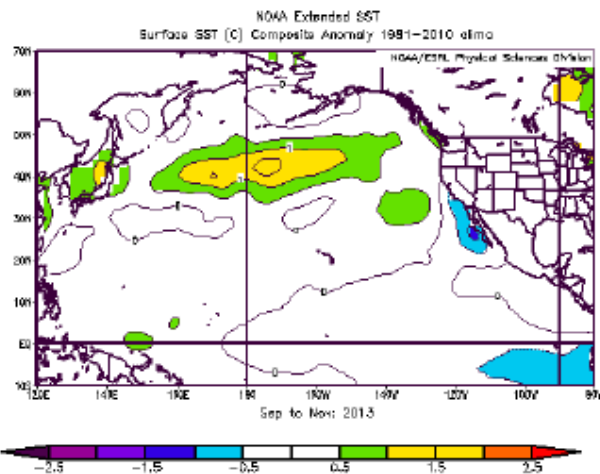 NOAA Extended SST
Surface SST (C) Composite Anomaly 1981-2010 clima
NOAA/ESRL Physical Sciences Division
70N
60N
50N
40N
30N
20N
10N
EQ
10S
120E 140E 160E 180 160W 140W 120W 100W 80W
Sep to Nov: 2013
-2.5 -1.5 -0.5 0.5 1.5 2.5